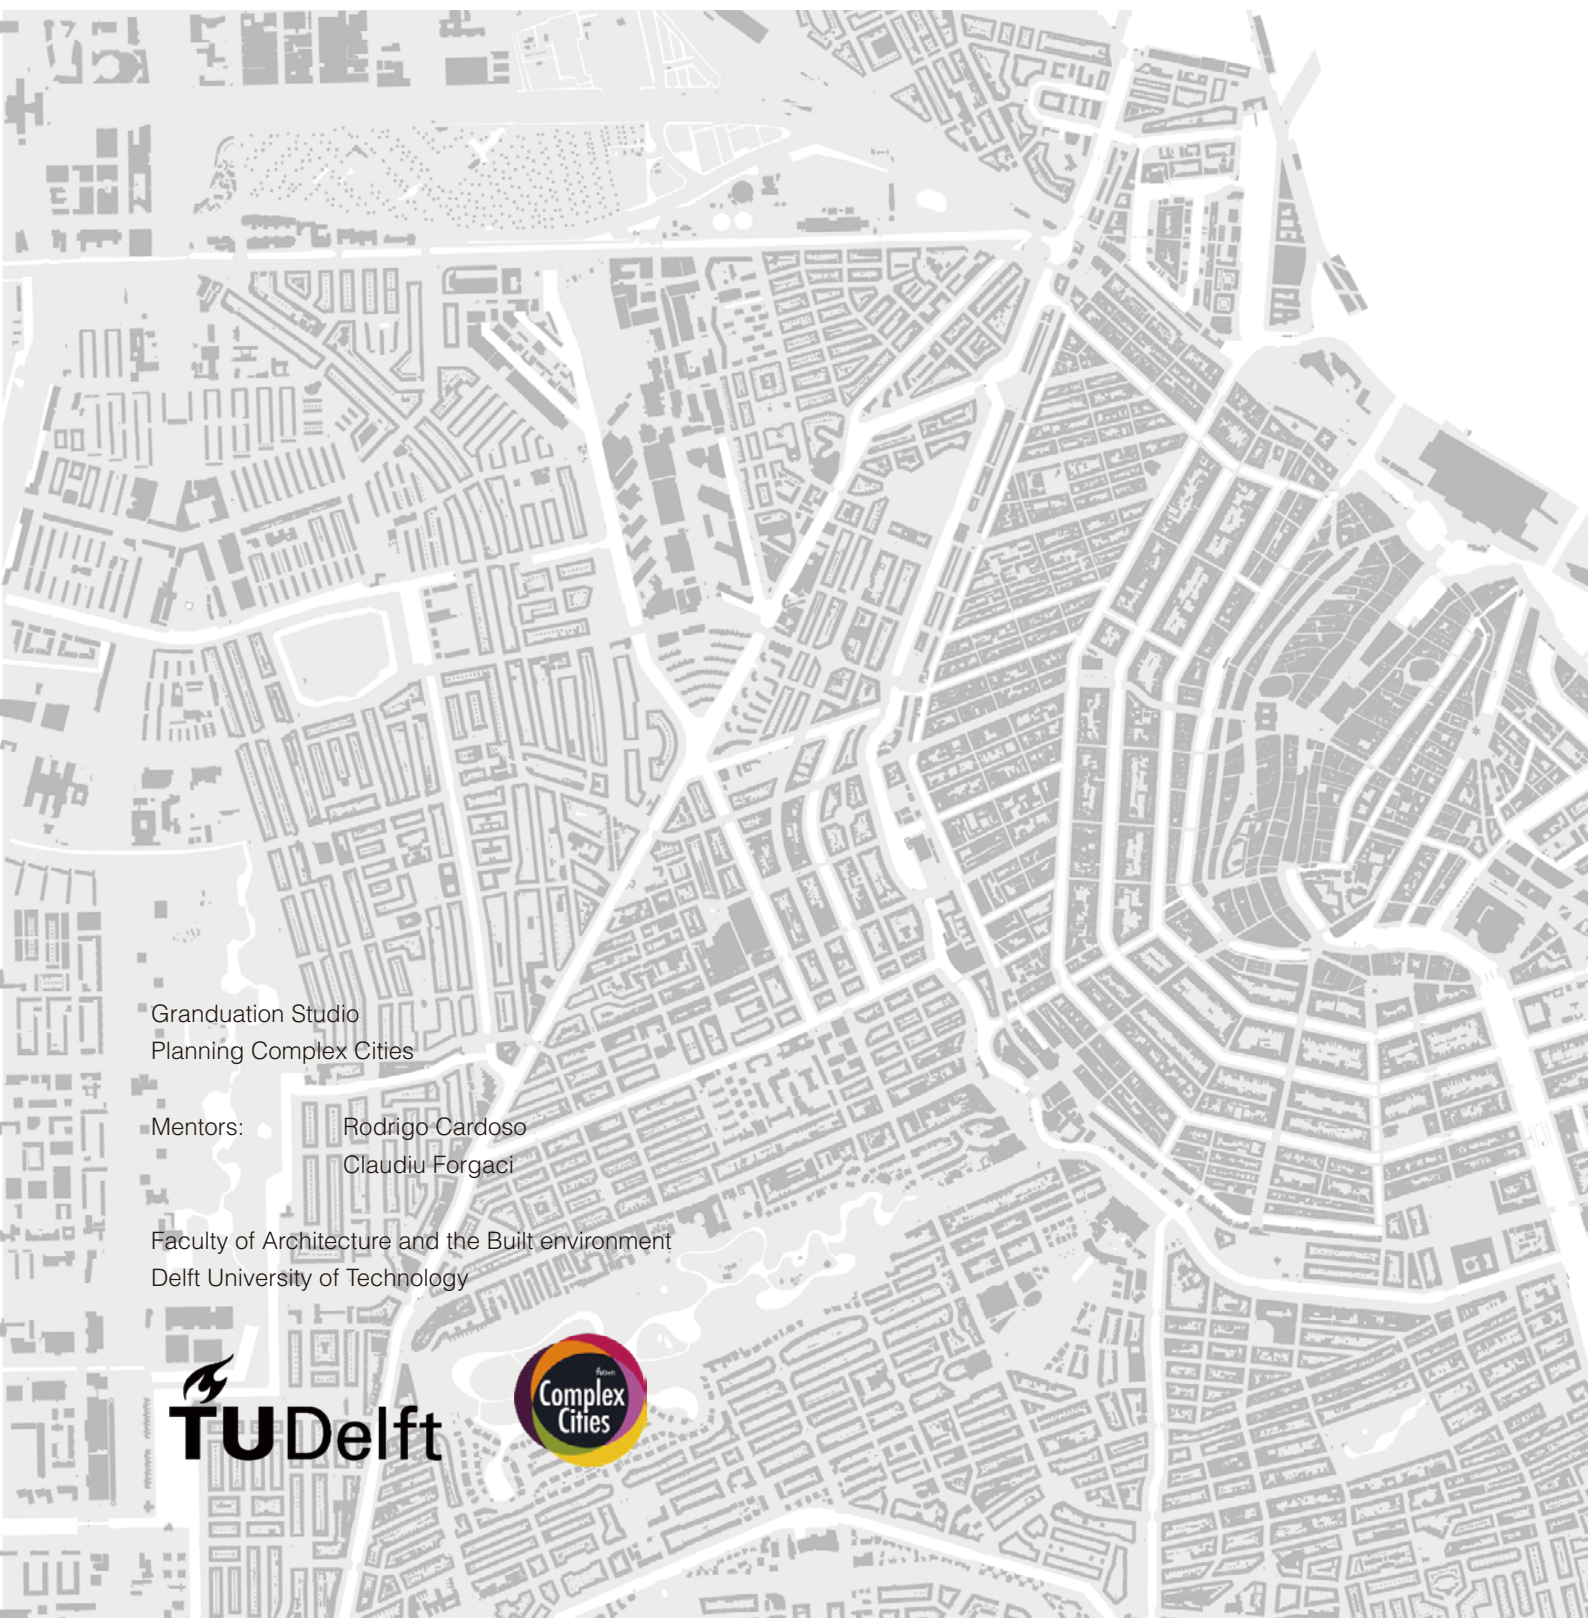 Granduation Studio
Planning Complex Cities
Mentors: Rodrigo Cardoso
Claudiu Forgaci
Faculty of Architecture and the Built environment
Delft University of Technology
TUDelft
TUDelft
Complex
Cities